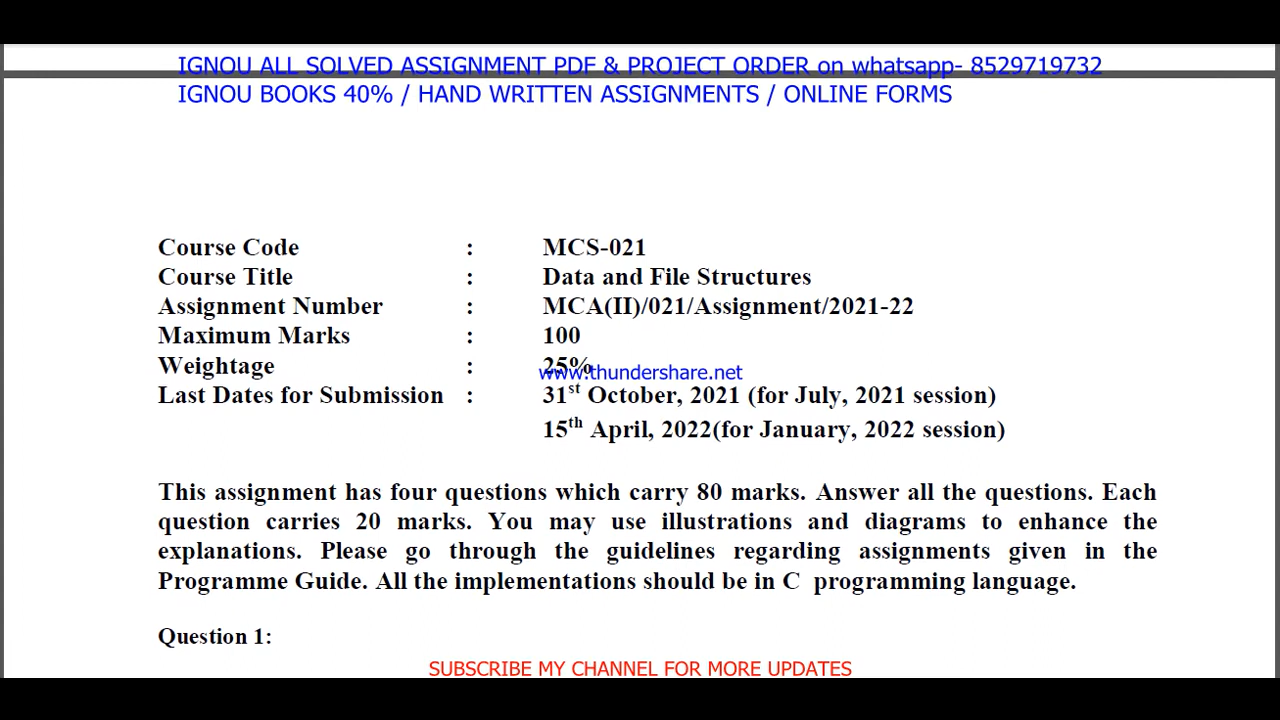 IGNOU ALL SOLVED ASSIGNMENT PDF & PROJECT ORDER on whatsapp- 8529719732
IGNOU BOOKS 40% / HAND WRITTEN ASSIGNMENTS / ONLINE FORMS
Course Code : MCS-021
Course Title : Data and File Structures
Assignment Number : MCA(II)/021/Assignment/2021-22
Maximum Marks : 100
Weightage : 25%
www.thundershare.net
Last Dates for Submission : 31st October, 2021 (for July, 2021 session)
15th April, 2022(for January, 2022 session)
This assignment has four questions which carry 80 marks. Answer all the questions. Each
question carries 20 marks. You may use illustrations and diagrams to enhance the
explanations. Please go through the guidelines regarding assignments given in the
Programme Guide. All the implementations should be in C programming language.
Question 1:
SUBSCRIBE MY CHANNEL FOR MORE UPDATES